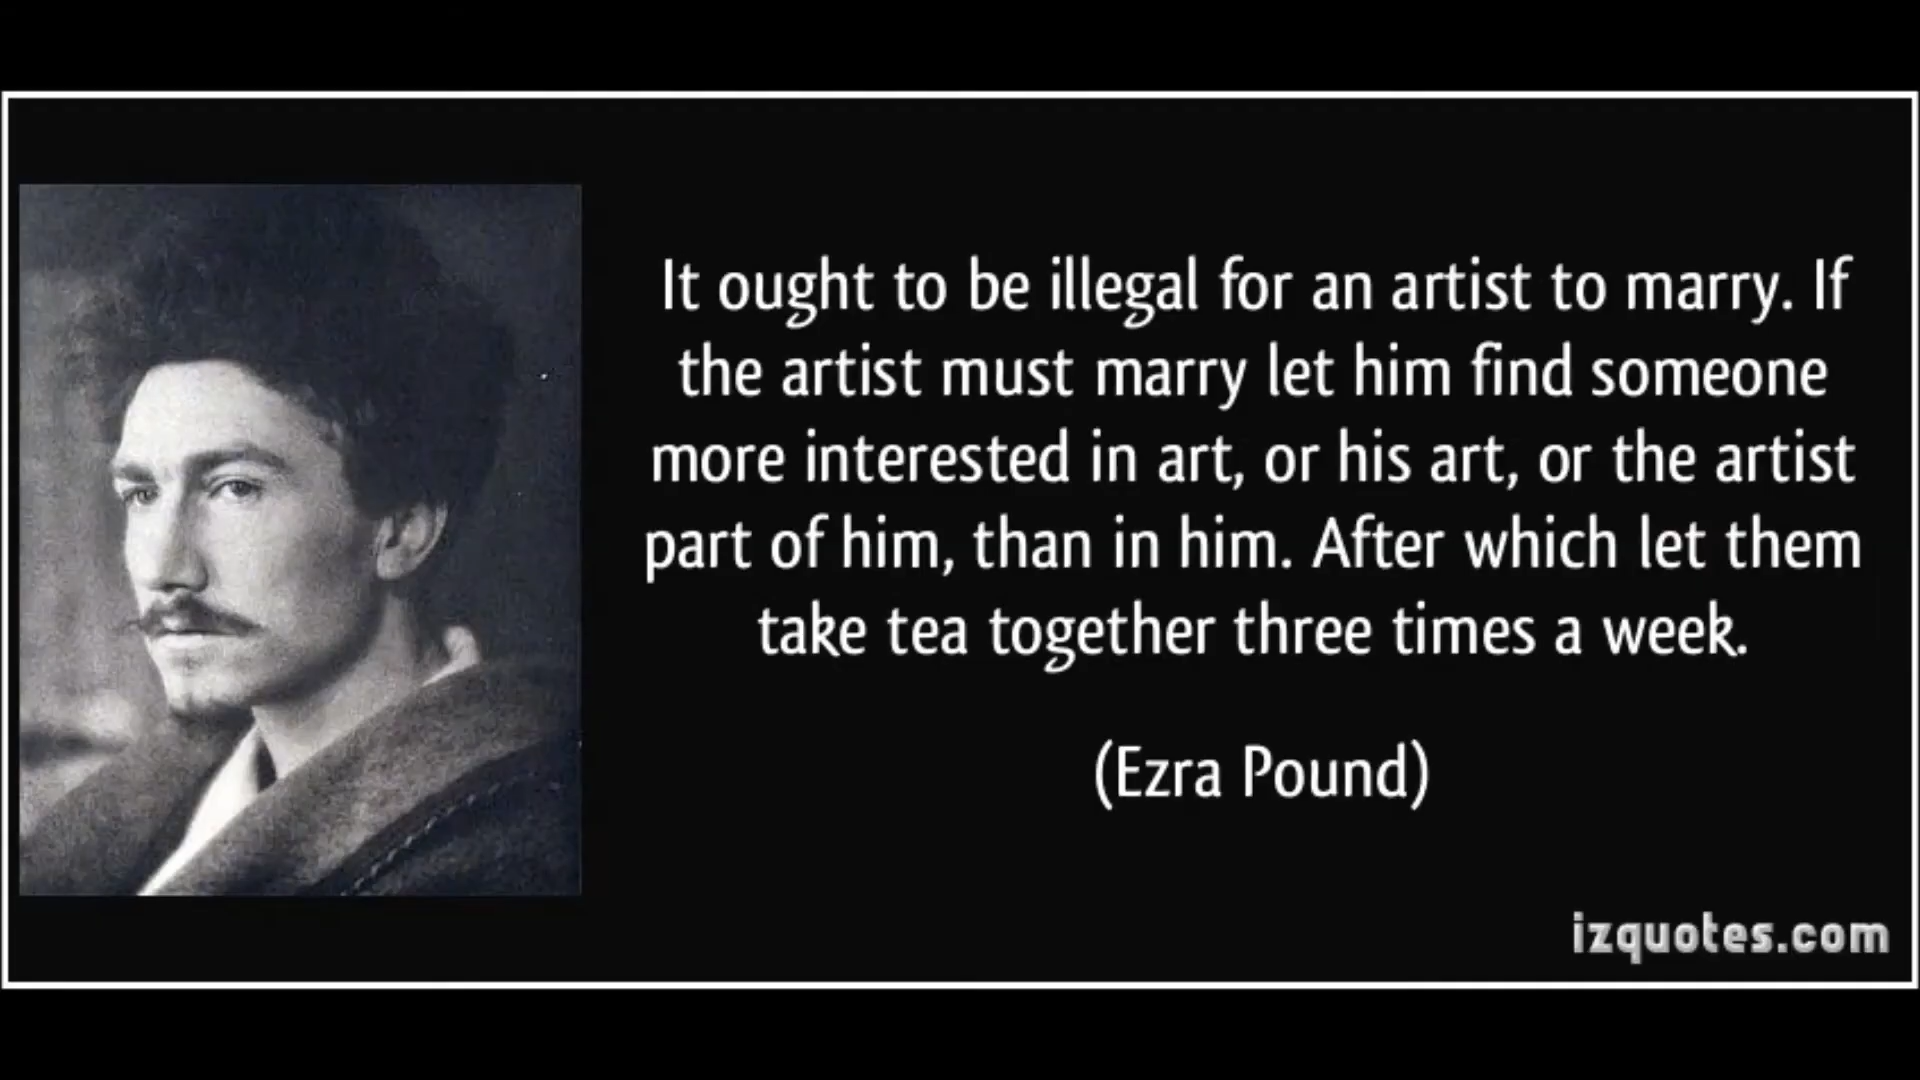 It ought to be illegal for an artist to marry. If
the artist must marry let him find someone
more interested in art, or his art, or the artist
part of him, than in him. After which let them
take tea together three times a week.
(Ezra Pound)
izquotes.com